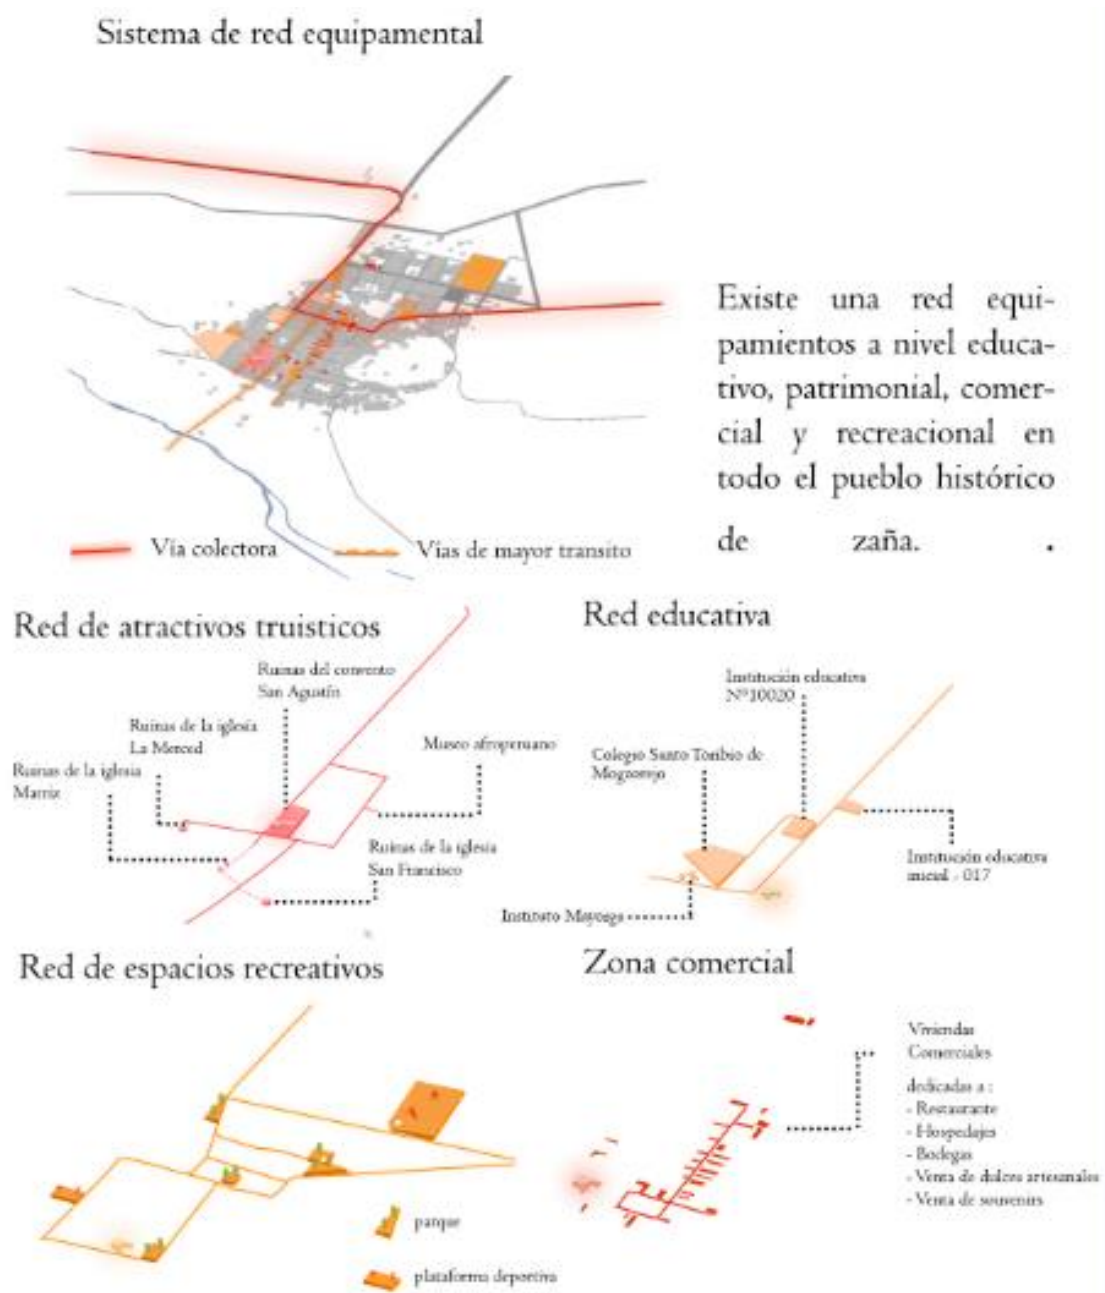 Sistema de red equipamental
Existe una red equi-
pamientos a nivel educa-
tivo, patrimonial, comer-
cial y recreacional en
todo el pueblo histórico
de zaña. .
Vía colectora
Vías de mayor transito
Red de atractivos truisticos
Ruinas del convento
San Agustín
Ruinas de la iglesia
La Merced
Ruinas de la iglesia
Matriz
Museo afroperuano
Ruinas de la iglesia
San Francisco
Red educativa
Institución educativa
Nº10020
Colegio Santo Toribio de
Mogrovejo
Institución educativa
inicial - 017
Instituto
Red de espacios recreativos
parque
plataforma deportiva
Zona comercial
Viviendas
Comerciales
dedicadas a :
- Restaurante
- Hospedajes
- Bodegas
- Venta de dulces artesanales
- Venta de souvenirs